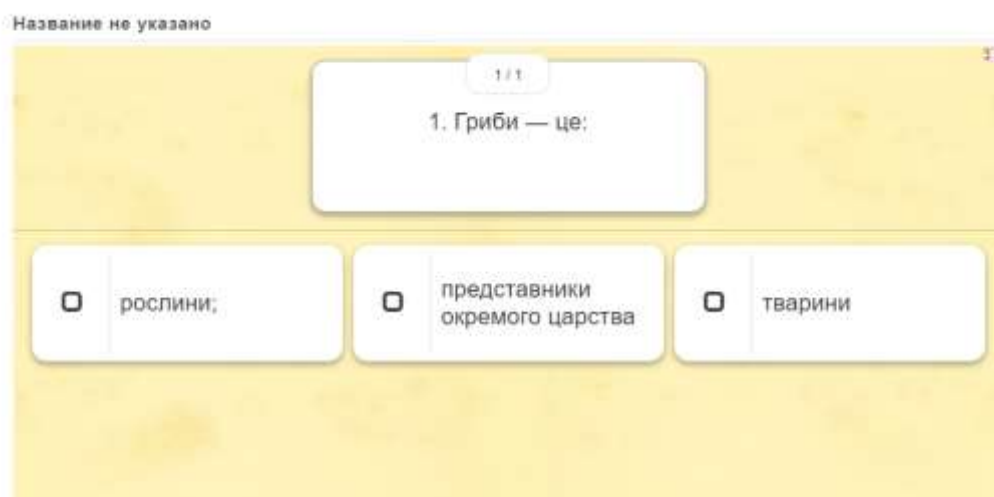 Название не указано
1 / 1
1. Гриби — це:
рослини;
представники
окремого царства
тварини